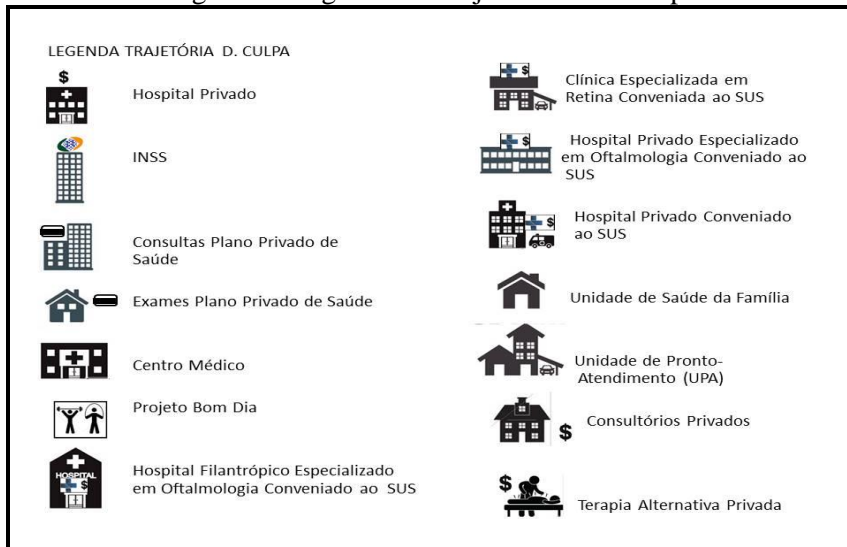 LEGENDA TRAJETÓRIA D. CULPA
$
Hospital Privado
INSS
Consultas Plano Privado de
Saúde
Exames Plano Privado de Saúde
Centro Médico
Projeto Bom Dia
HOSPITAL
$
Hospital Filantrópico Especializado
em Oftalmologia Conveniado ao SUS
$
Clínica Especializada em
Retina Conveniada ao SUS
$
Hospital Privado Especializado
em Oftalmologia Conveniado ao
SUS
$
Hospital Privado Conveniado
ao SUS
Unidade de Saúde da Família
Unidade de Pronto-
Atendimento (UPA)
$
Consultórios Privados
$
Terapia Alternativa Privada